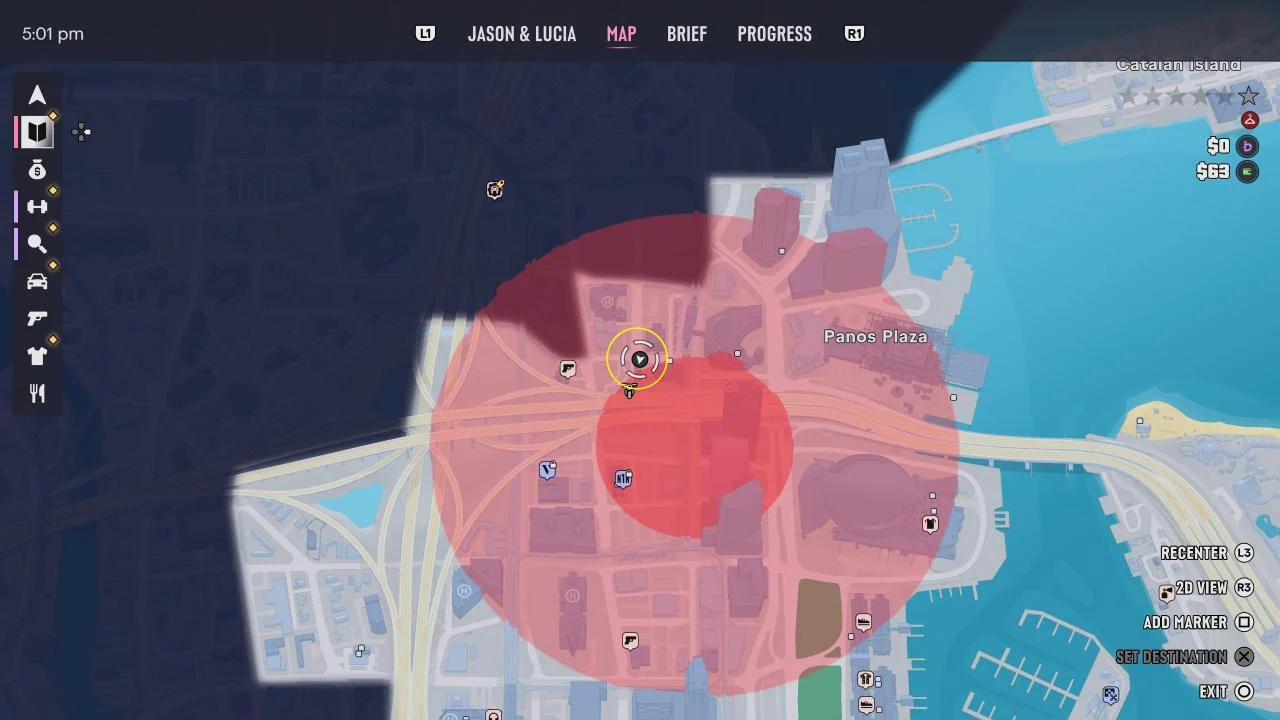 5:01 pm
L1 JASON & LUCIA MAP BRIEF PROGRESS R1
Catalan Island
$0
$63
Panos Plaza
H
H
H
V
RECENTER L3
2D VIEW R3
ADD MARKER
SET DESTINATION
EXIT